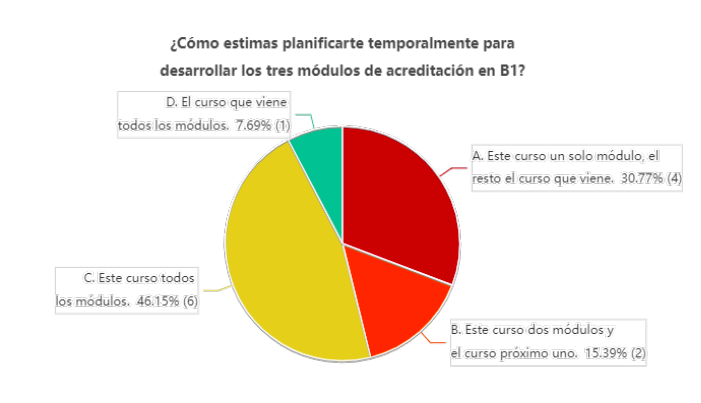 ¿Cómo estimas planificarte temporalmente para
desarrollar los tres módulos de acreditación en B1?
D. El curso que viene
todos los módulos. 7.69% (1)
A. Este curso un solo módulo, el
resto el curso que viene. 30.77% (4)
C. Este curso todos
los módulos. 46.15% (6)
B. Este curso dos módulos y
el curso próximo uno. 15.39% (2)